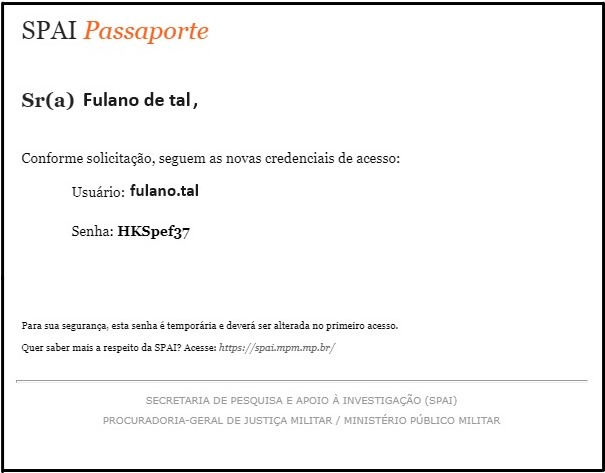 SPAI Passaporte
Sr(a) Fulano de tal,
Conforme solicitação, seguem as novas credenciais de acesso:
Usuário: fulano.tal
Senha: HKSpef37
Para sua segurança, esta senha é temporária e deverá ser alterada no primeiro acesso.
Quer saber mais a respeito da SPAI? Acesse: https://spai.mpm.mp.br/
SECRETARIA DE PESQUISA E APOIO À INVESTIGAÇÃO (SPAI)
PROCURADORIA-GERAL DE JUSTIÇA MILITAR / MINISTÉRIO PÚBLICO MILITAR